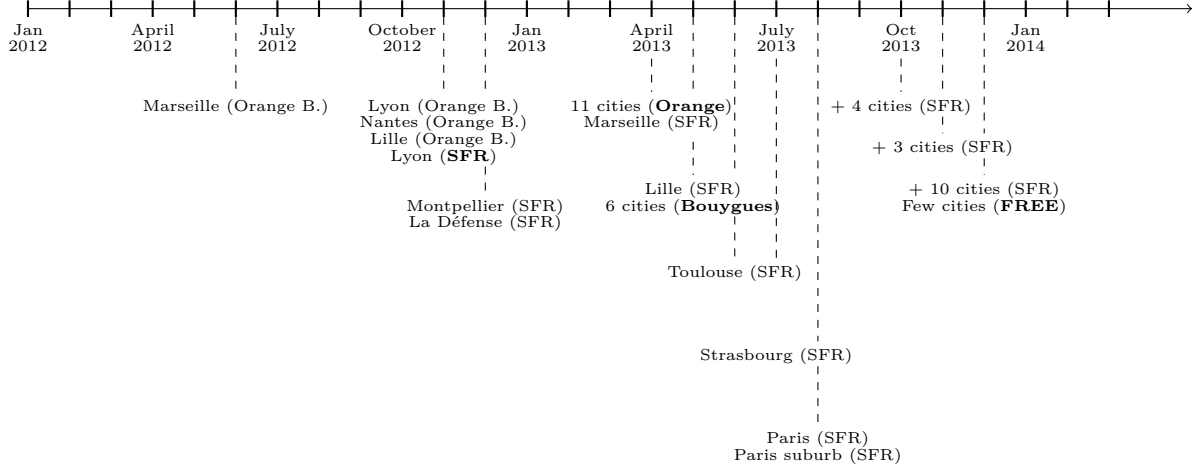 Jan
2012
April
2012
July
2012
October
2012
Jan
2013
April
2013
July
2013
Oct
2013
Jan
2014
Marseille (Orange B.)
Lyon (Orange B.)
Nantes (Orange B.)
Lille (Orange B.)
Lyon (SFR)
Montpellier (SFR)
La Défense (SFR)
11 cities (Orange)
Marseille (SFR)
Lille (SFR)
6 cities (Bouygues)
Toulouse (SFR)
Strasbourg (SFR)
Paris (SFR)
Paris suburb (SFR)
+ 4 cities (SFR)
+ 3 cities (SFR)
+ 10 cities (SFR)
Few cities (FREE)